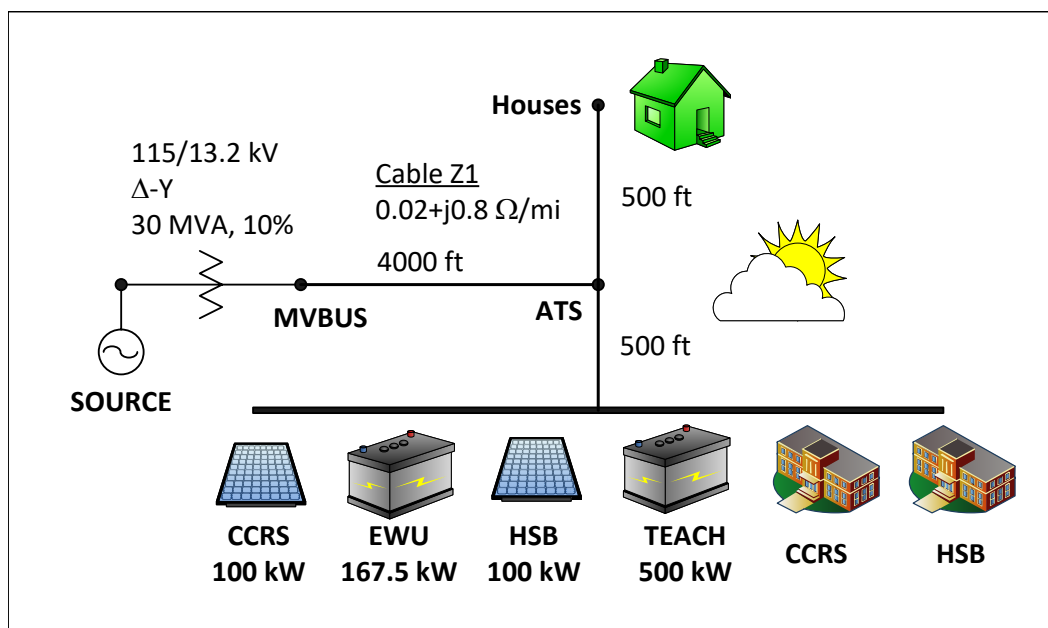 Houses
115/13.2 kV
Δ-Y
30 MVA, 10%
Cable Z1
0.02+j0.8 Ω/mi
4000 ft
500 ft
MVBUS
ATS
500 ft
SOURCE
CCRS
100 kW
EWU
167.5 kW
HSB
100 kW
TEACH
500 kW
CCRS
HSB